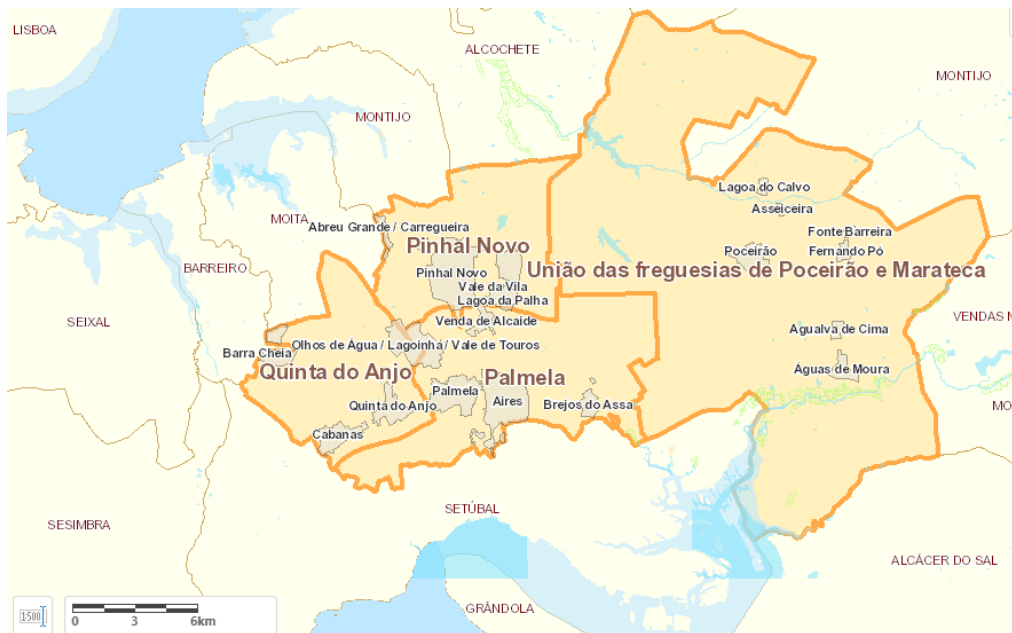 LISBOA
ALCOCHETE
MONTIJO
MONTIJO
Lagoa do Calvo
Asseiceira
MOITA
Abreu Grande / Carregueira
Fonte Barreira
Pinhal Novo
Poceirão
Fernando Pó
BARREIRO
Pinhal Novo
União das freguesias de Poceirão e Marateca
Vale da Vila
Lagoa da Palha
SEIXAL
Venda de Alcaide
VENDAS N
Agualva de Cima
Olhos de Água / Lagoinha / Vale de Touros
Barra Cheia
Quinta do Anjo
Palmela
Águas de Moura
Palmela
Aires
Quinta do Anjo
Brejos do Assa
MO
Cabanas
SETÚBAL
SESIMBRA
ALCÁCER DO SAL
GRÂNDOLA
1:500
0 3 6km